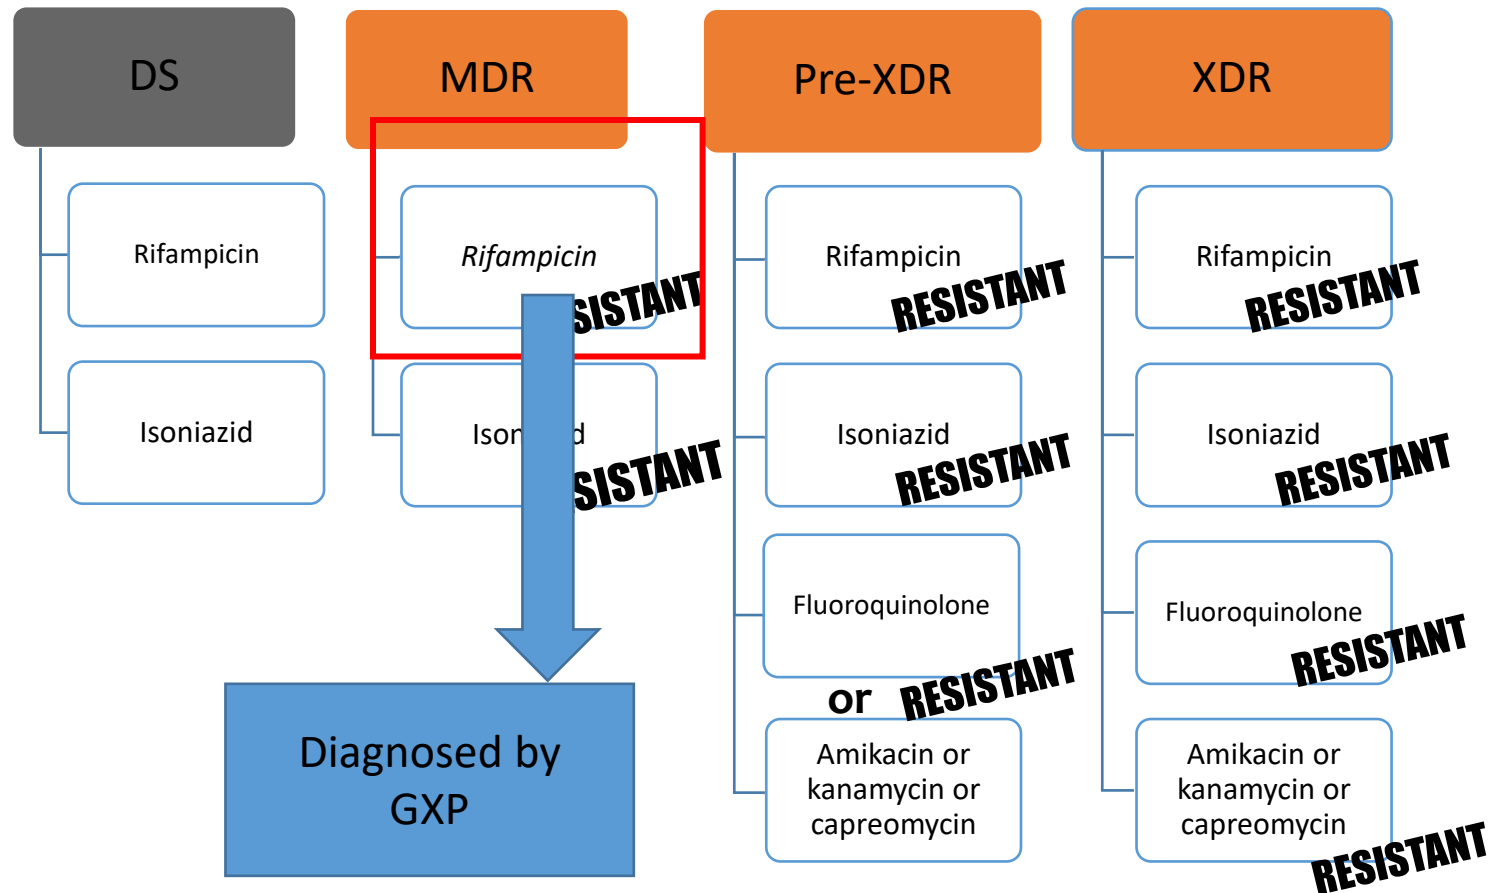 DS
Rifampicin
Isoniazid
MDR
Rifampicin
SISTANT
SISTANT
Diagnosed by
GXP
Pre-XDR
Rifampicin
RESISTANT
Isoniazid
RESISTANT
Fluoroquinolone
or RESISTANT
Amikacin or
kanamycin or
capreomycin
XDR
Rifampicin
RESISTANT
Isoniazid
RESISTANT
Fluoroquinolone
RESISTANT
Amikacin or
kanamycin or
capreomycin
RESISTANT